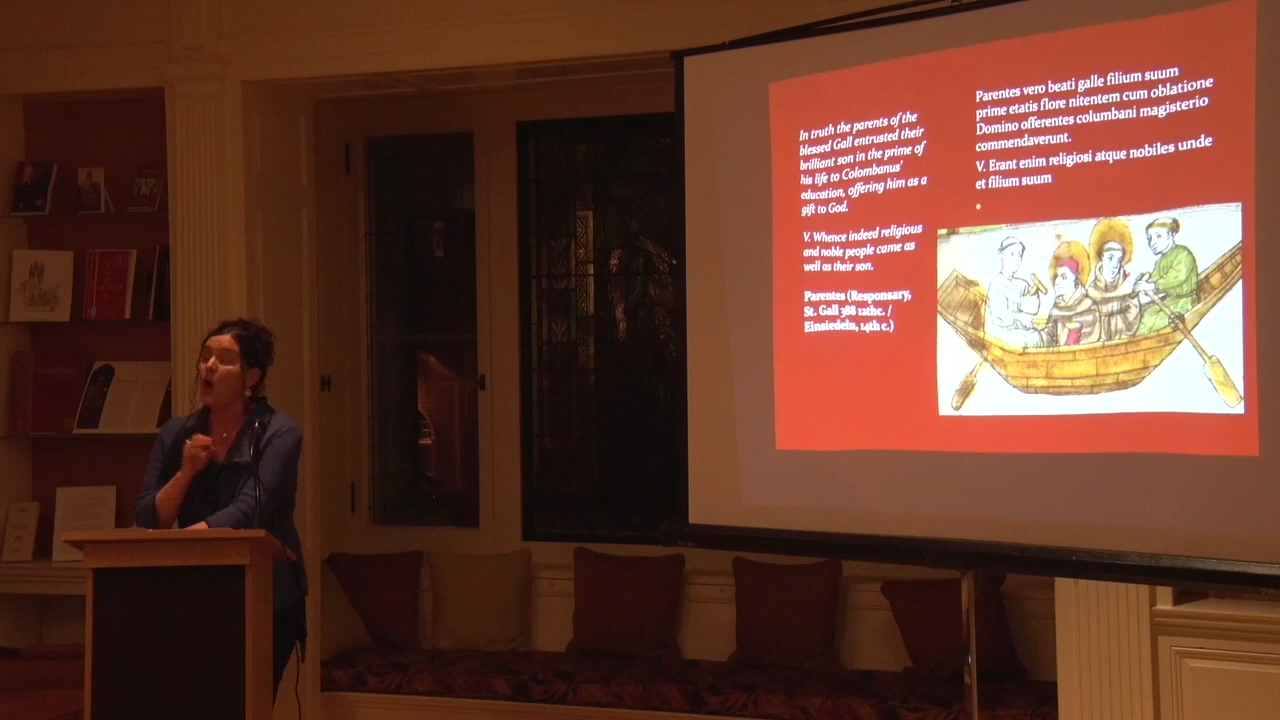 In truth the parents of the
blessed Gall entrusted their
brilliant son in the prime of
his life to Colombanus'
education, offering him as a
gift to God.
V. Whence indeed religious
and noble people came as
well as their son.
Parentes (Responsary,
St. Gall 388 12thc. /
Einsiedeln, 14th c.)
Parentes vero beati galle filium suum
prime etatis flore nitentem cum oblatione
Domino offerentes columbani magisterio
commendaverunt.
V. Erant enim religiosi atque nobiles unde
et filium suum